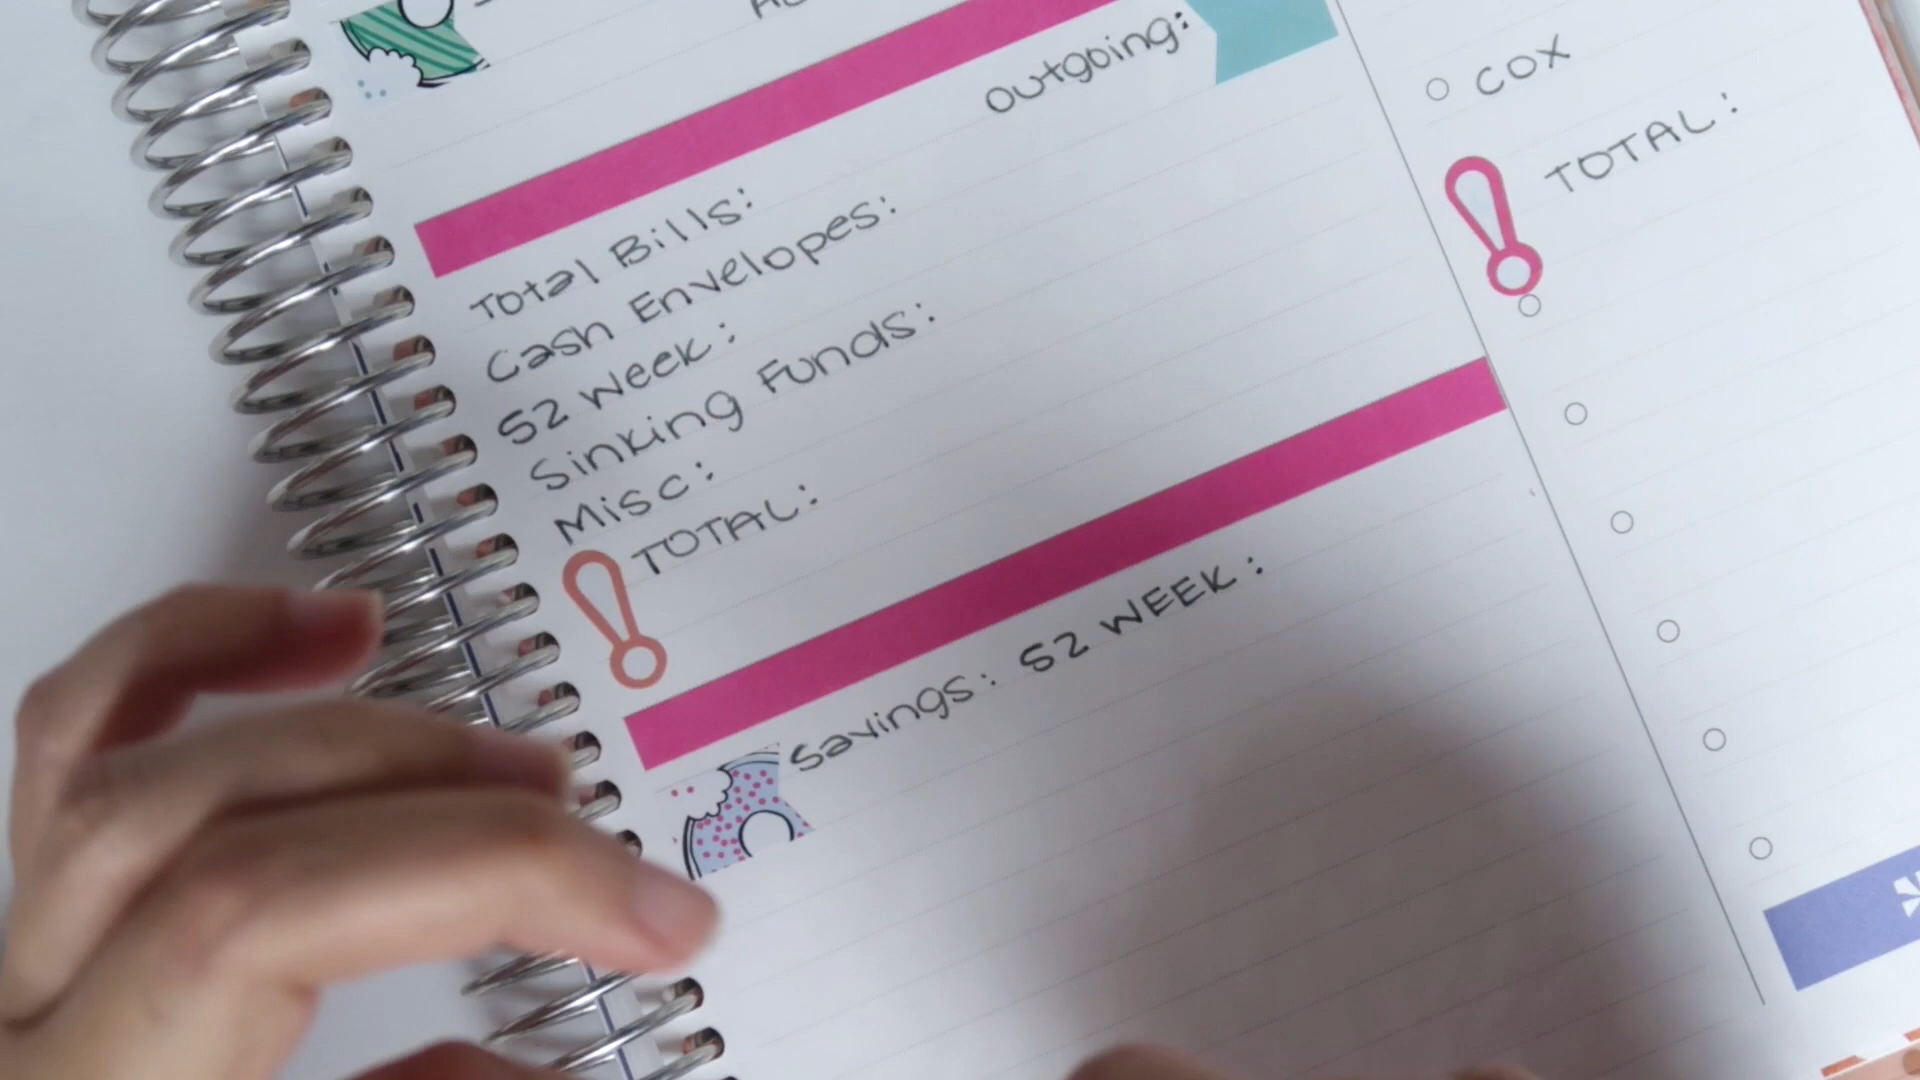 Outgoing:
Total Bills:
Cash Envelopes:
52 Week:
Sinking Funds:
Misc:
TOTAL:
Savings: 52 WEEK:
COX
TOTAL: